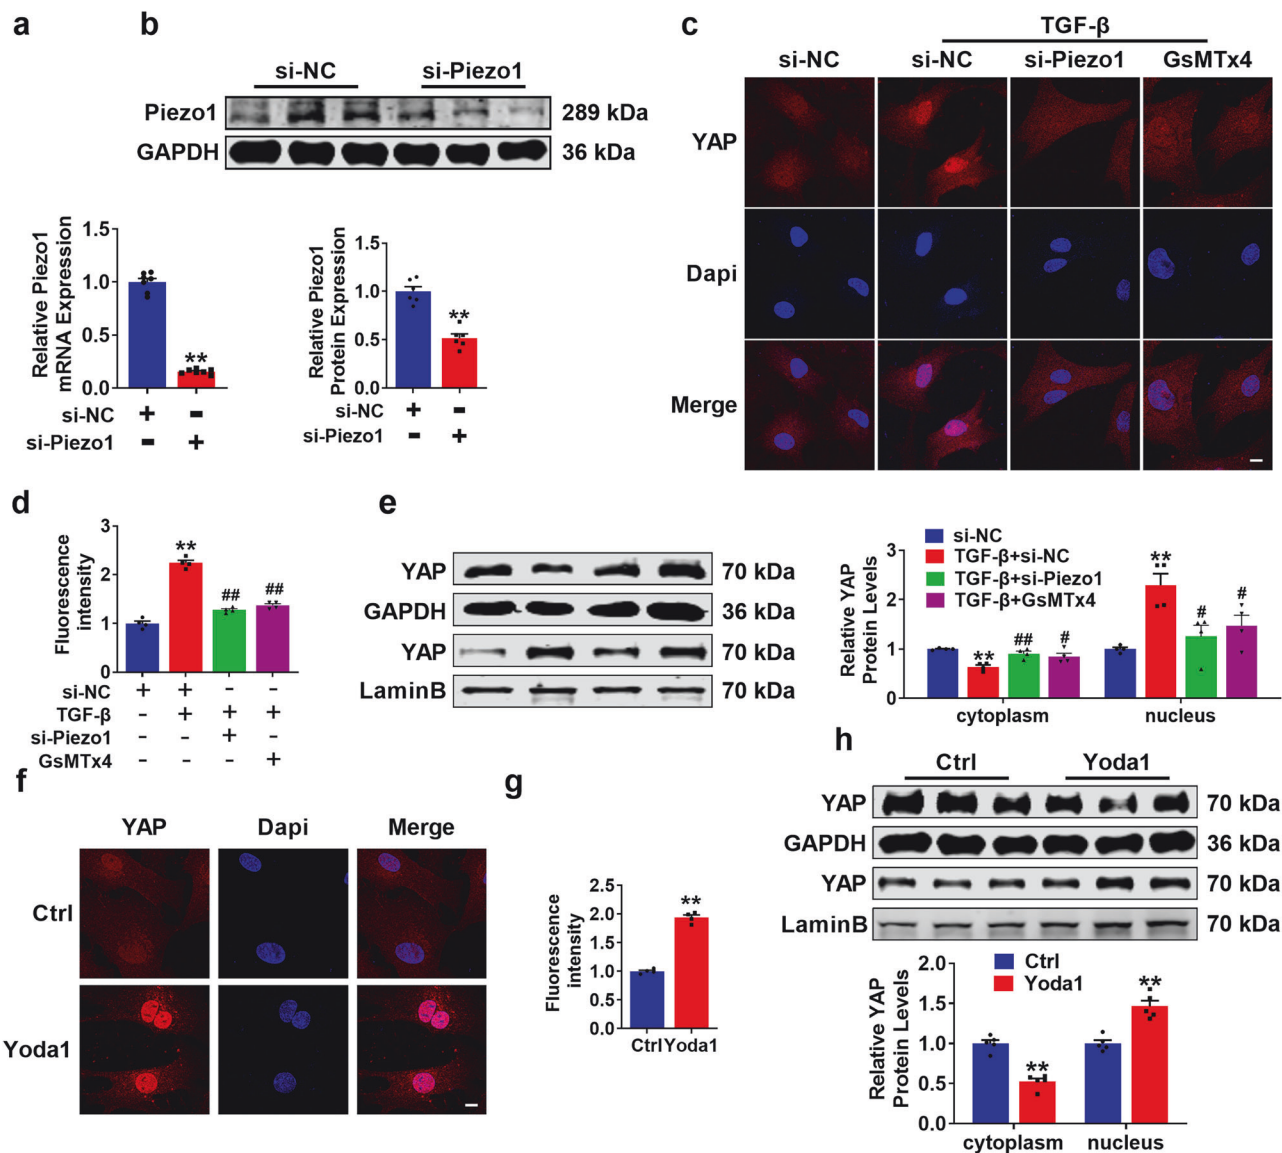 a
b
si-NC si-Piezo1
Piezo1 289 kDa
GAPDH 36 kDa
Relative Piezo1
mRNA Expression
1.5
1.0
0.5
0.0
**
si-NC + -
si-Piezo1 - +
Relative Piezo1
Protein Expression
1.5
1.0
0.5
0.0
**
si-NC + -
si-Piezo1 - +
c
TGF-β
si-NC si-NC si-Piezo1 GsMTx4
YAP
Dapi
Merge
d
Fluorescence
intensity
3
2
1
0
** ## ##
si-NC + + - -
TGF-β - + + +
si-Piezo1 - - + -
GsMTx4 - - - +
e
YAP 70 kDa
GAPDH 36 kDa
YAP 70 kDa
LaminB 70 kDa
si-NC
TGF-β+si-NC
TGF-β+si-Piezo1
TGF-β+GsMTx4
Relative YAP
Protein Levels
3
2
1
0
** ## # ** # #
cytoplasm nucleus
f
YAP Dapi Merge
Ctrl
Yoda1
g
Fluorescence
intensity
2.5
2.0
1.5
1.0
0.5
0.0
**
Ctrl Yoda1
h
Ctrl Yoda1
YAP 70 kDa
GAPDH 36 kDa
YAP 70 kDa
LaminB 70 kDa
Ctrl
Yoda1
Relative YAP
Protein Levels
2.0
1.5
1.0
0.5
0.0
** **
cytoplasm nucleus